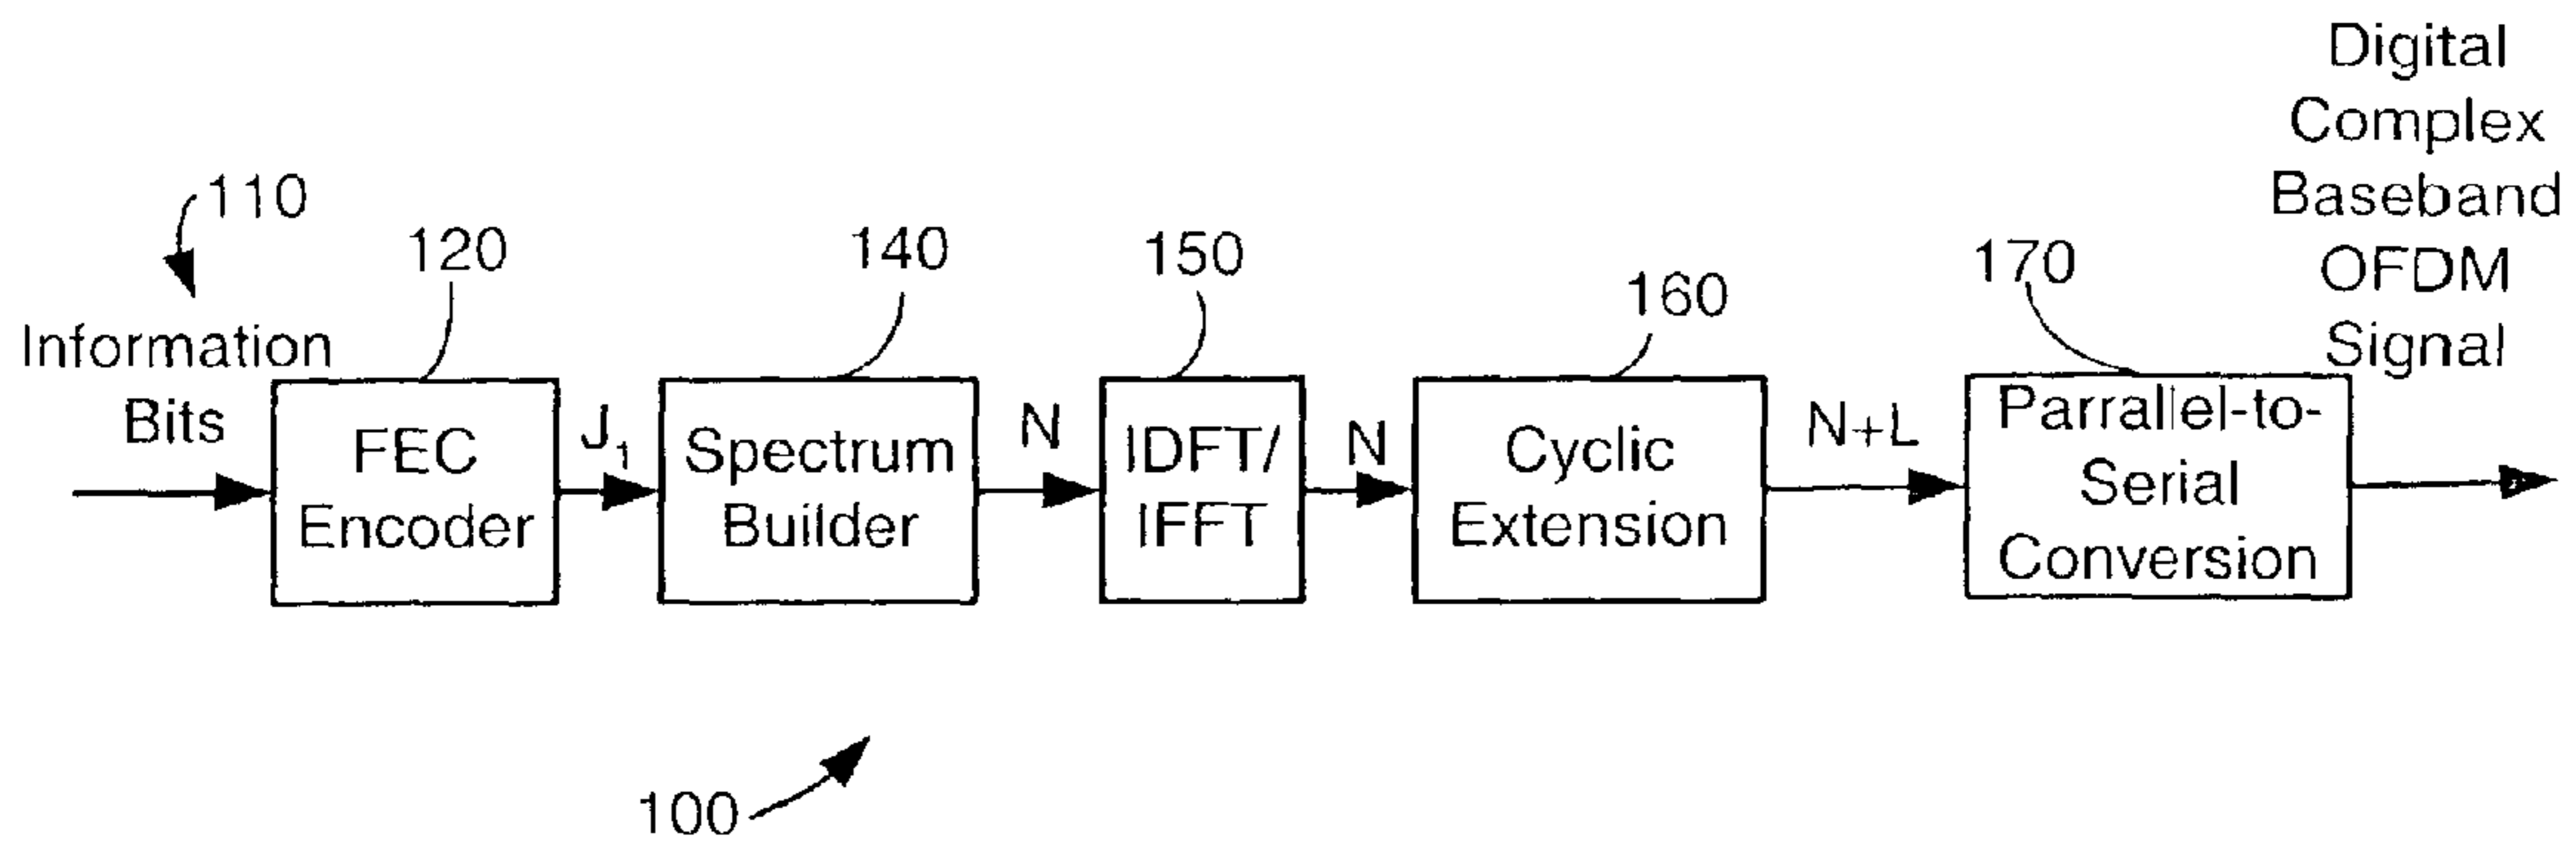 Digital
Complex
Baseband
OFDM
Signal
110
120
140
150
160
170
Information
Bits
FEC
Encoder
J₁
Spectrum
Builder
N
IDFT/
IFFT
N
Cyclic
Extension
N+L
Parrallel-to-
Serial
Conversion
100